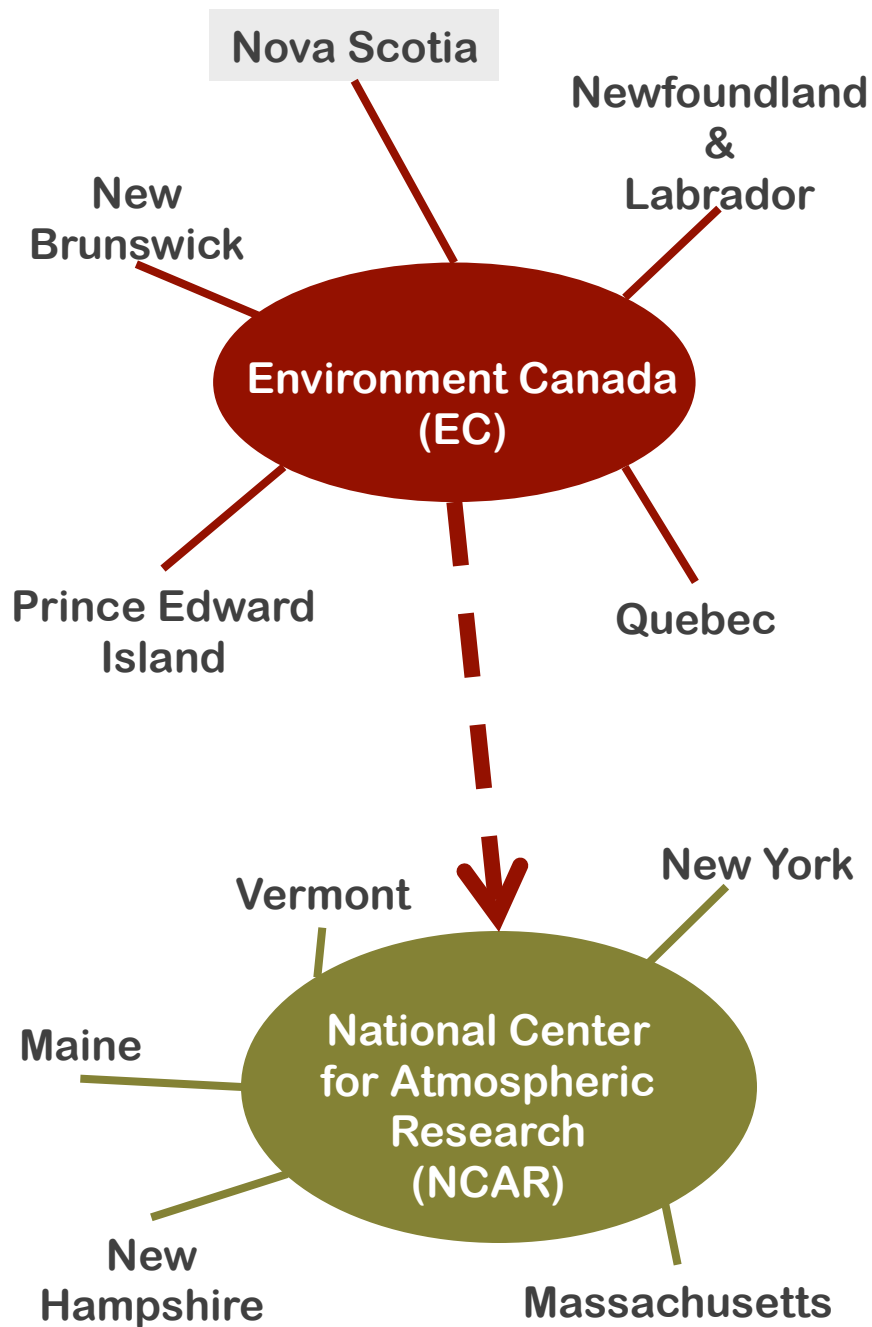 Nova Scotia
Newfoundland
&
Labrador
New
Brunswick
Environment Canada
(EC)
Prince Edward
Island
Quebec
New York
Vermont
National Center
for Atmospheric
Research
(NCAR)
Maine
New
Hampshire
Massachusetts